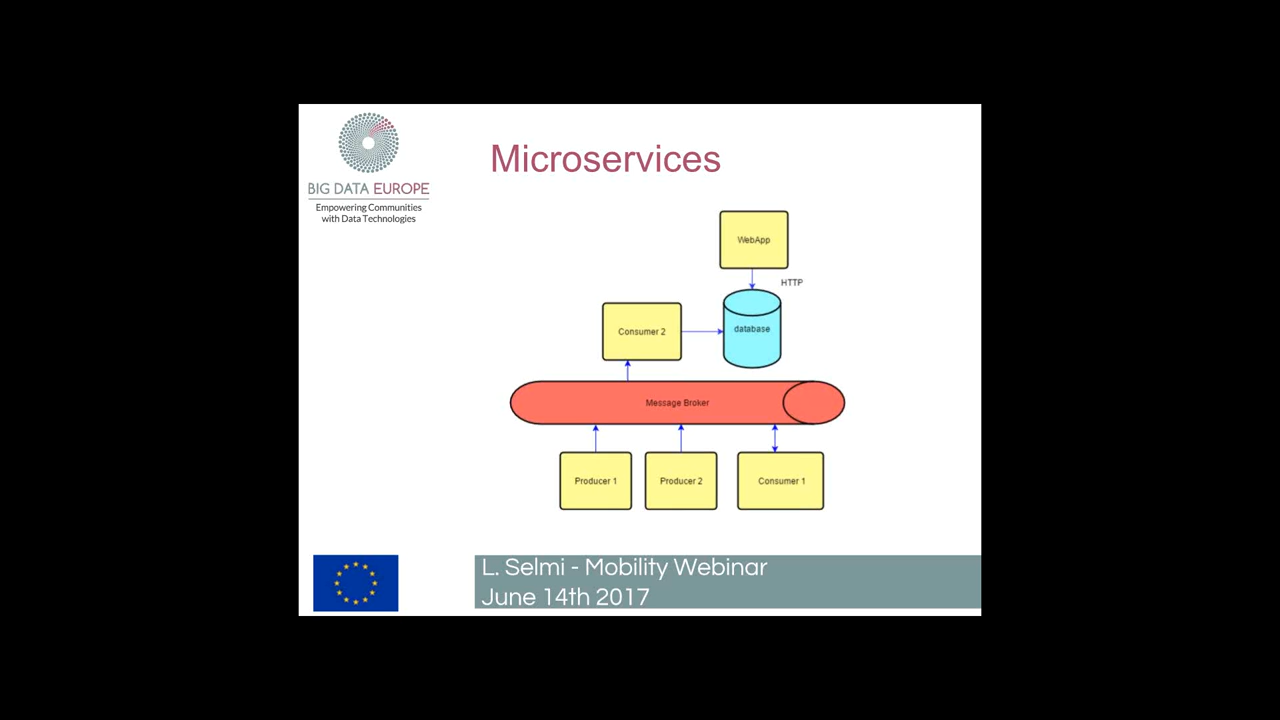 BIG DATA EUROPE
Empowering Communities
with Data Technologies
Microservices
WebApp
HTTP
database
Consumer 2
Message Broker
Producer 1
Producer 2
Consumer 1
L. Selmi - Mobility Webinar
June 14th 2017